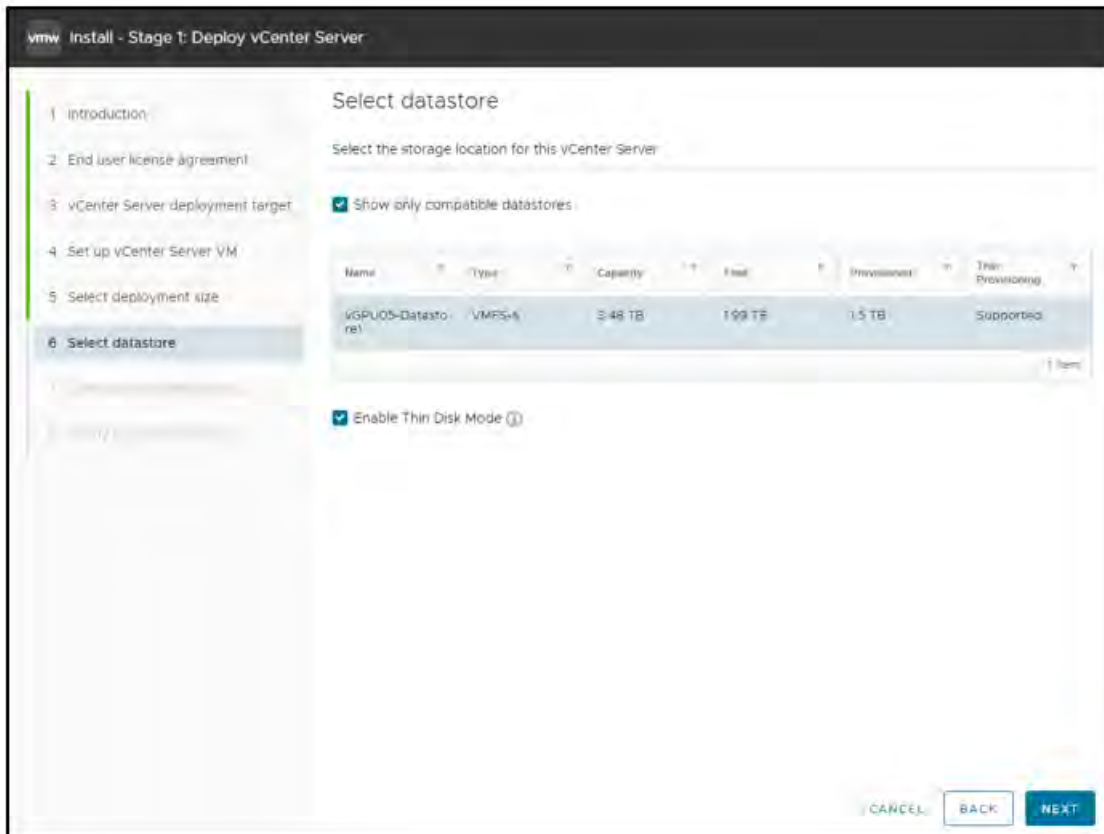 vmw Install - Stage 1: Deploy vCenter Server
1 Introduction
2 End user license agreement
3 vCenter Server deployment target
4 Set up vCenter Server VM
5 Select deployment size
6 Select datastore
Select datastore
Select the storage location for this vCenter Server
Show only compatible datastores
Name Type Capacity Free Provisioned Thin
Provisioning
vGPU05-Datasto VMFS-6 3.48 TB 1.99 TB 1.5 TB Supported
re1
1 item
Enable Thin Disk Mode
CANCEL BACK NEXT